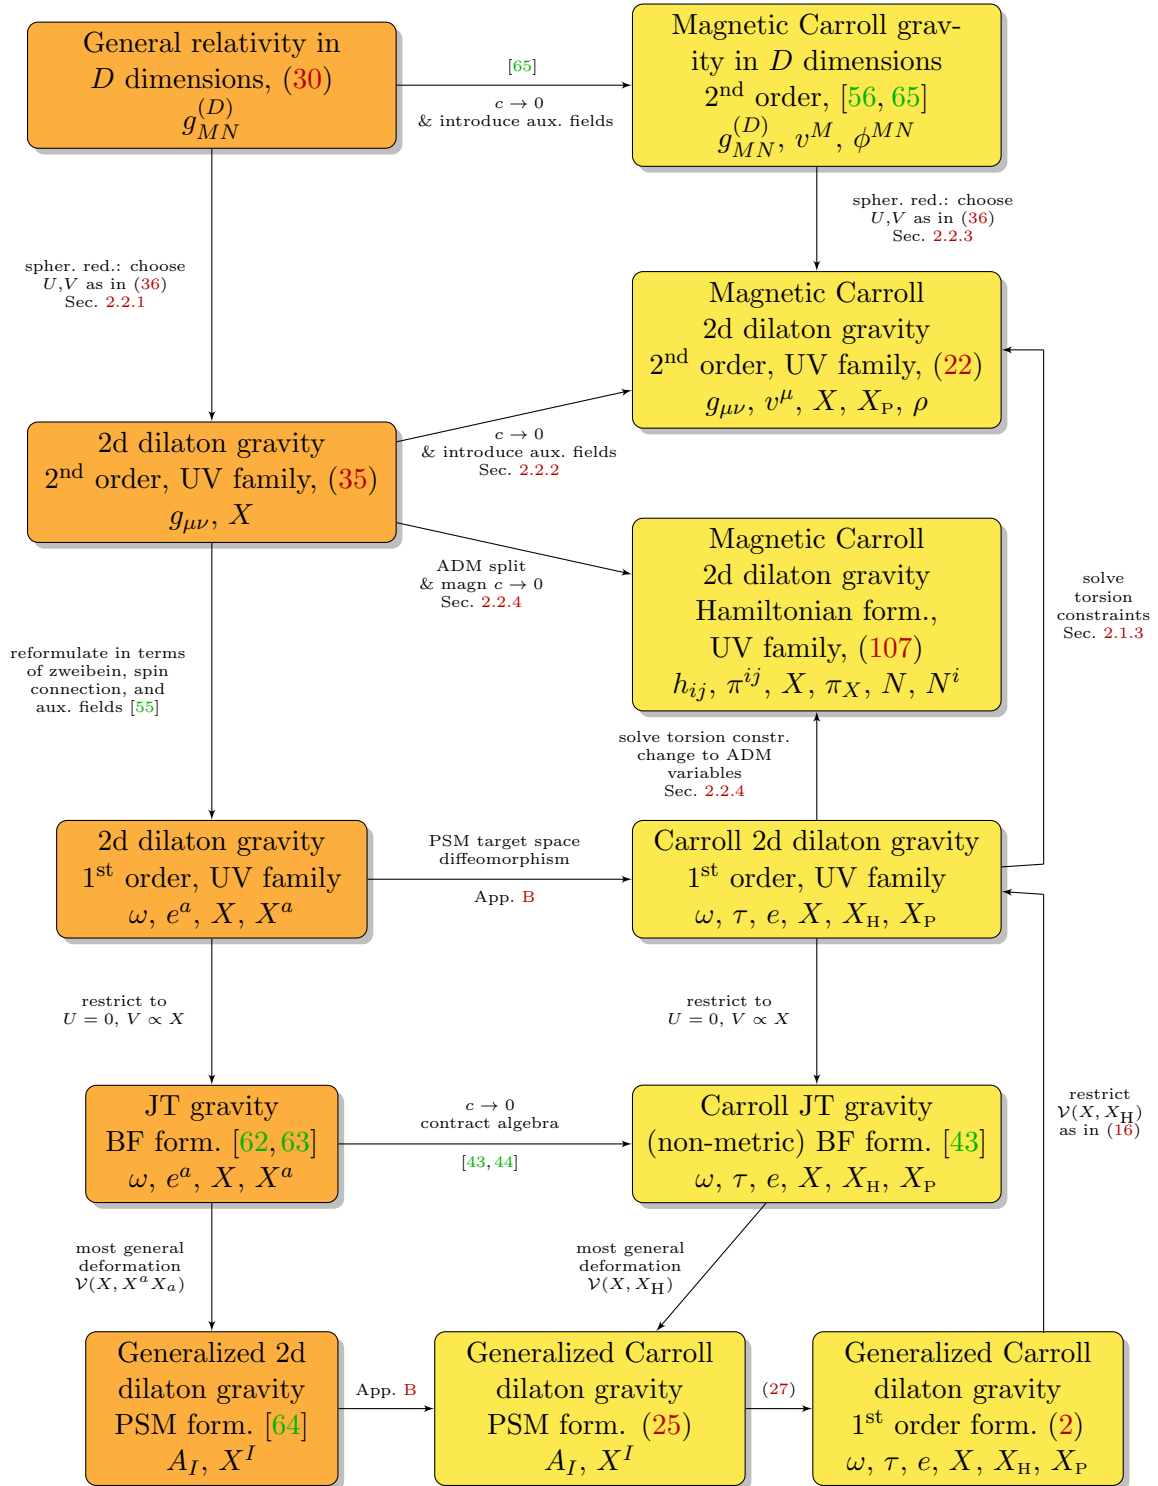 General relativity in
D dimensions, (30)
g_{MN}^{(D)}
[65]
c → 0
& introduce aux. fields
Magnetic Carroll grav-
ity in D dimensions
2nd order, [56, 65]
g_{MN}^{(D)}, v^M, ϕ^{MN}
spher. red.: choose
U,V as in (36)
Sec. 2.2.1
spher. red.: choose
U,V as in (36)
Sec. 2.2.3
Magnetic Carroll
2d dilaton gravity
2nd order, UV family, (22)
g_{μν}, v^μ, X, X_P, ρ
2d dilaton gravity
2nd order, UV family, (35)
g_{μν}, X
c → 0
& introduce aux. fields
Sec. 2.2.2
ADM split
& magn c → 0
Sec. 2.2.4
Magnetic Carroll
2d dilaton gravity
Hamiltonian form.,
UV family, (107)
h_{ij}, π^{ij}, X, π_X, N, N^i
solve
torsion
constraints
Sec. 2.1.3
reformulate in terms
of zweibein, spin
connection, and
aux. fields [55]
solve torsion constr.
change to ADM
variables
Sec. 2.2.4
2d dilaton gravity
1st order, UV family
ω, e^a, X, X^a
PSM target space
diffeomorphism
App. B
Carroll 2d dilaton gravity
1st order, UV family
ω, τ, e, X, X_H, X_P
restrict to
U = 0, V ∝ X
restrict to
U = 0, V ∝ X
JT gravity
BF form. [62, 63]
ω, e^a, X, X^a
c → 0
contract algebra
[43, 44]
Carroll JT gravity
(non-metric) BF form. [43]
ω, τ, e, X, X_H, X_P
restrict
𝒱(X, X_H)
as in (16)
most general
deformation
𝒱(X, X^a X_a)
most general
deformation
𝒱(X, X_H)
Generalized 2d
dilaton gravity
PSM form. [64]
A_I, X^I
App. B
Generalized Carroll
dilaton gravity
PSM form. (25)
A_I, X^I
(27)
Generalized Carroll
dilaton gravity
1st order form. (2)
ω, τ, e, X, X_H, X_P